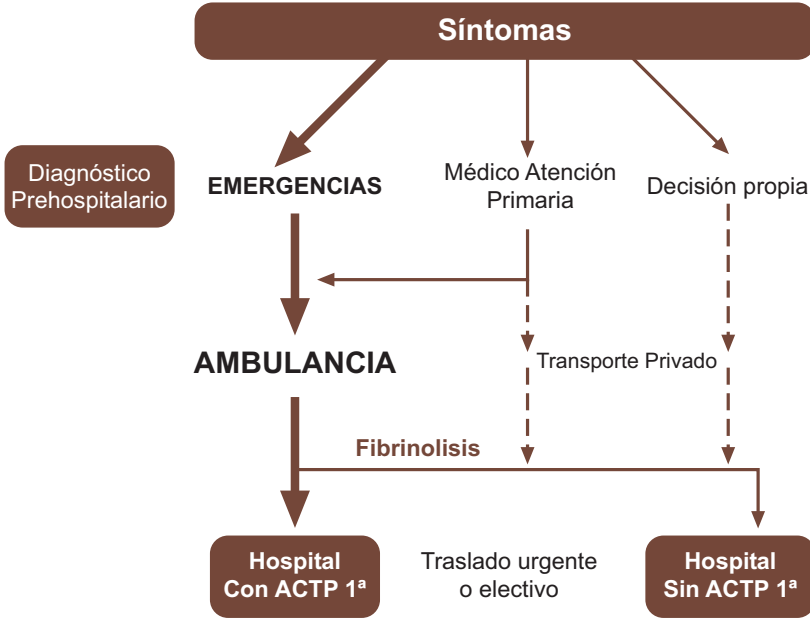 Síntomas
Diagnóstico
Prehospitalario
EMERGENCIAS
Médico Atención
Primaria
Decisión propia
AMBULANCIA
Transporte Privado
Fibrinolisis
Hospital
Con ACTP 1ª
Traslado urgente
o electivo
Hospital
Sin ACTP 1ª